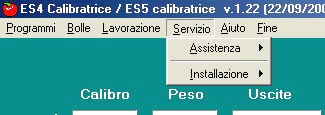 ES4 Calibratrice / ES5 calibratrice v.1.22 (22/09/200
Programmi Bolle Lavorazione Servizio Aiuto Fine
Assistenza
Installazione
Calibro Peso Uscite